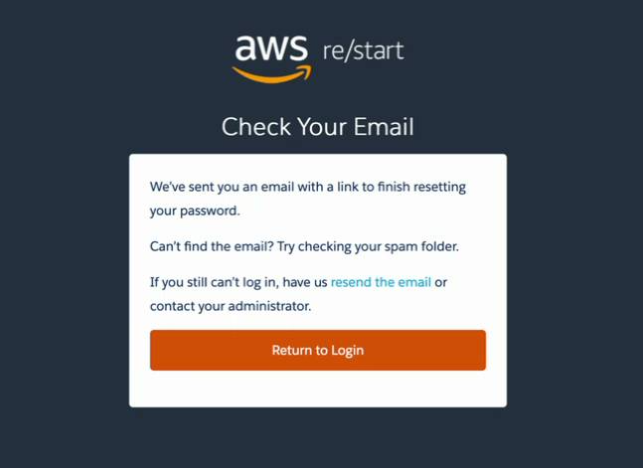 aws re/start
Check Your Email
We've sent you an email with a link to finish resetting
your password.
Can't find the email? Try checking your spam folder.
If you still can't log in, have us resend the email or
contact your administrator.
Return to Login